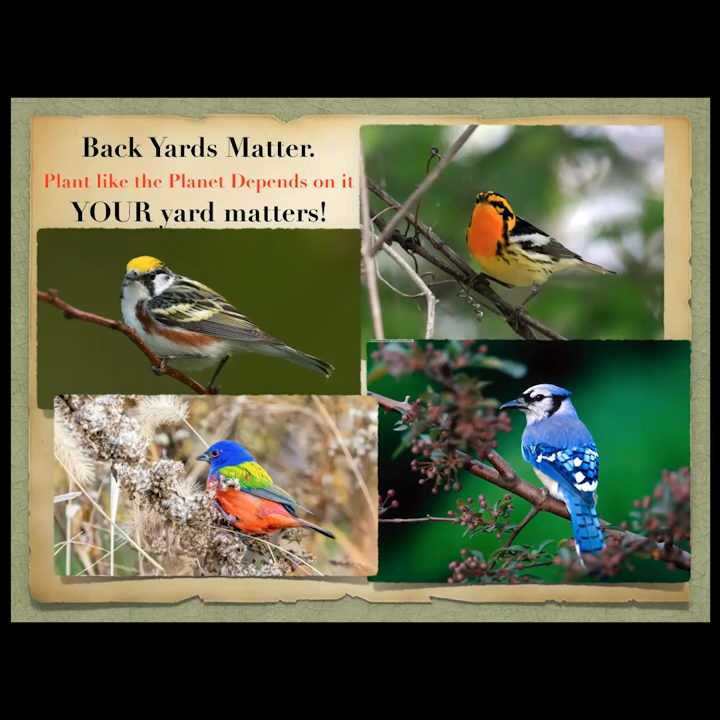 Back Yards Matter.
Plant like the Planet Depends on it
YOUR yard matters!